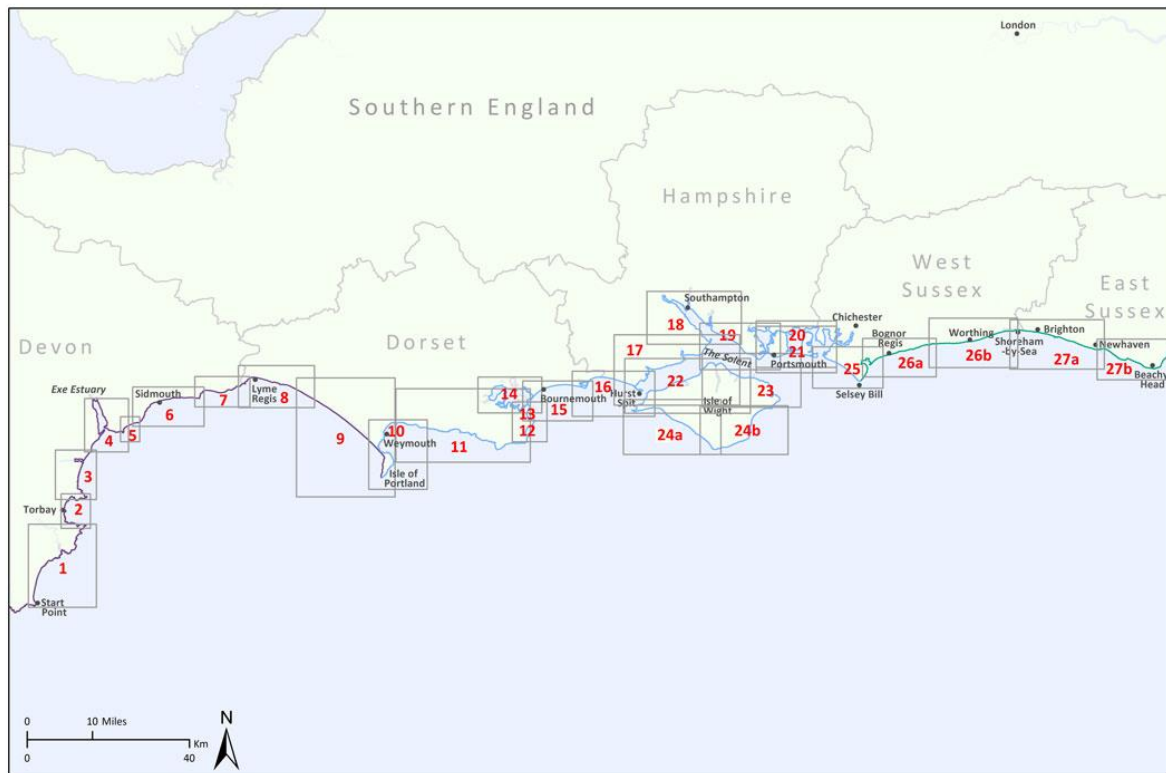 London
Southern England
Hampshire
West
Sussex
East
Sussex
Devon
Dorset
Southampton
18
19
20
21
Portsmouth
Chichester
Bognor
Regis
26a
Worthing
26b
Shoreham
-by-Sea
Brighton
27a
Newhaven
27b
Beachy
Head
17
The Solent
22
Isle of
Wight
23
25
Selsey Bill
Exe Estuary
Sidmouth
4
5
6
7
Lyme
Regis
8
9
10
Weymouth
Isle of
Portland
11
14
13
12
Bournemouth
15
16
Hurst
Spit
24a
24b
3
Torbay
2
1
Start
Point
0 10 Miles
Km
0 40
N